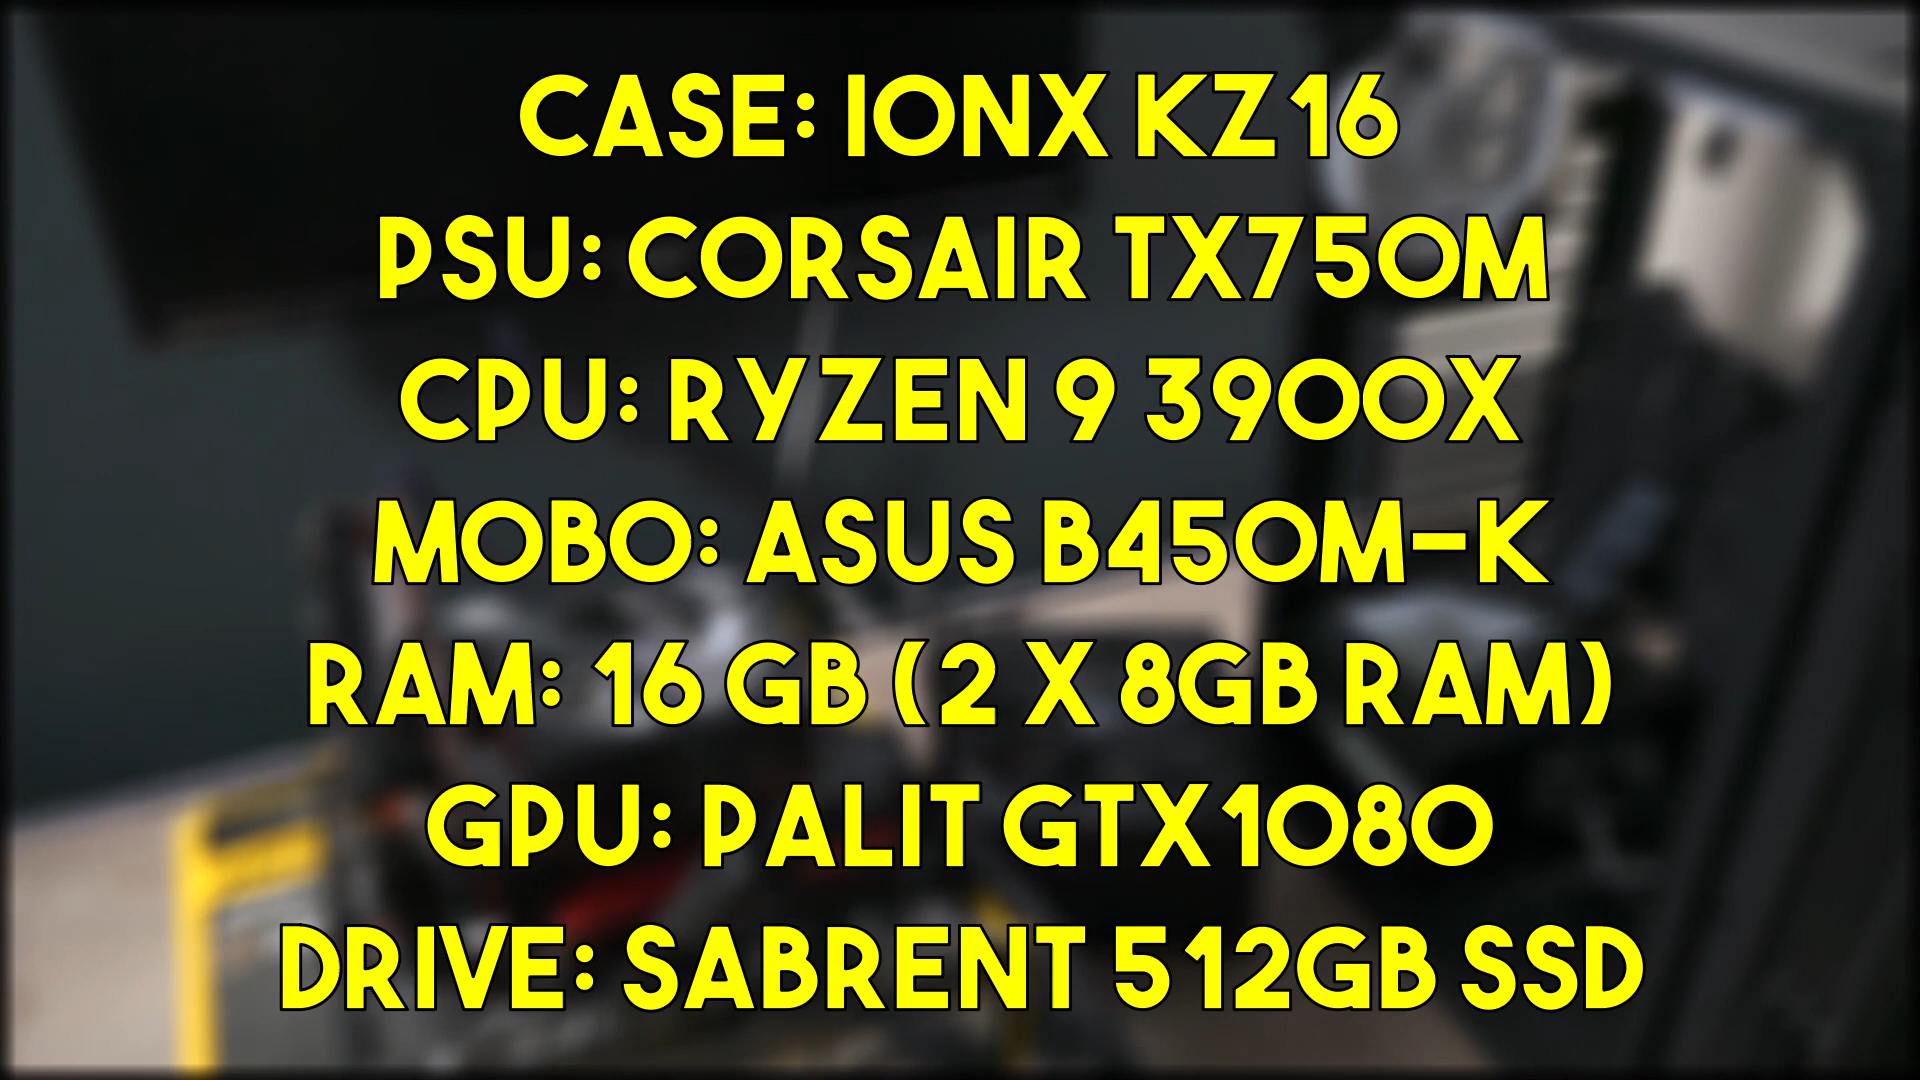 CASE: IONX KZ16
PSU: CORSAIR TX750M
CPU: RYZEN 9 3900X
MOBO: ASUS B450M-K
RAM: 16 GB (2 X 8GB RAM)
GPU: PALIT GTX1080
DRIVE: SABRENT 512GB SSD